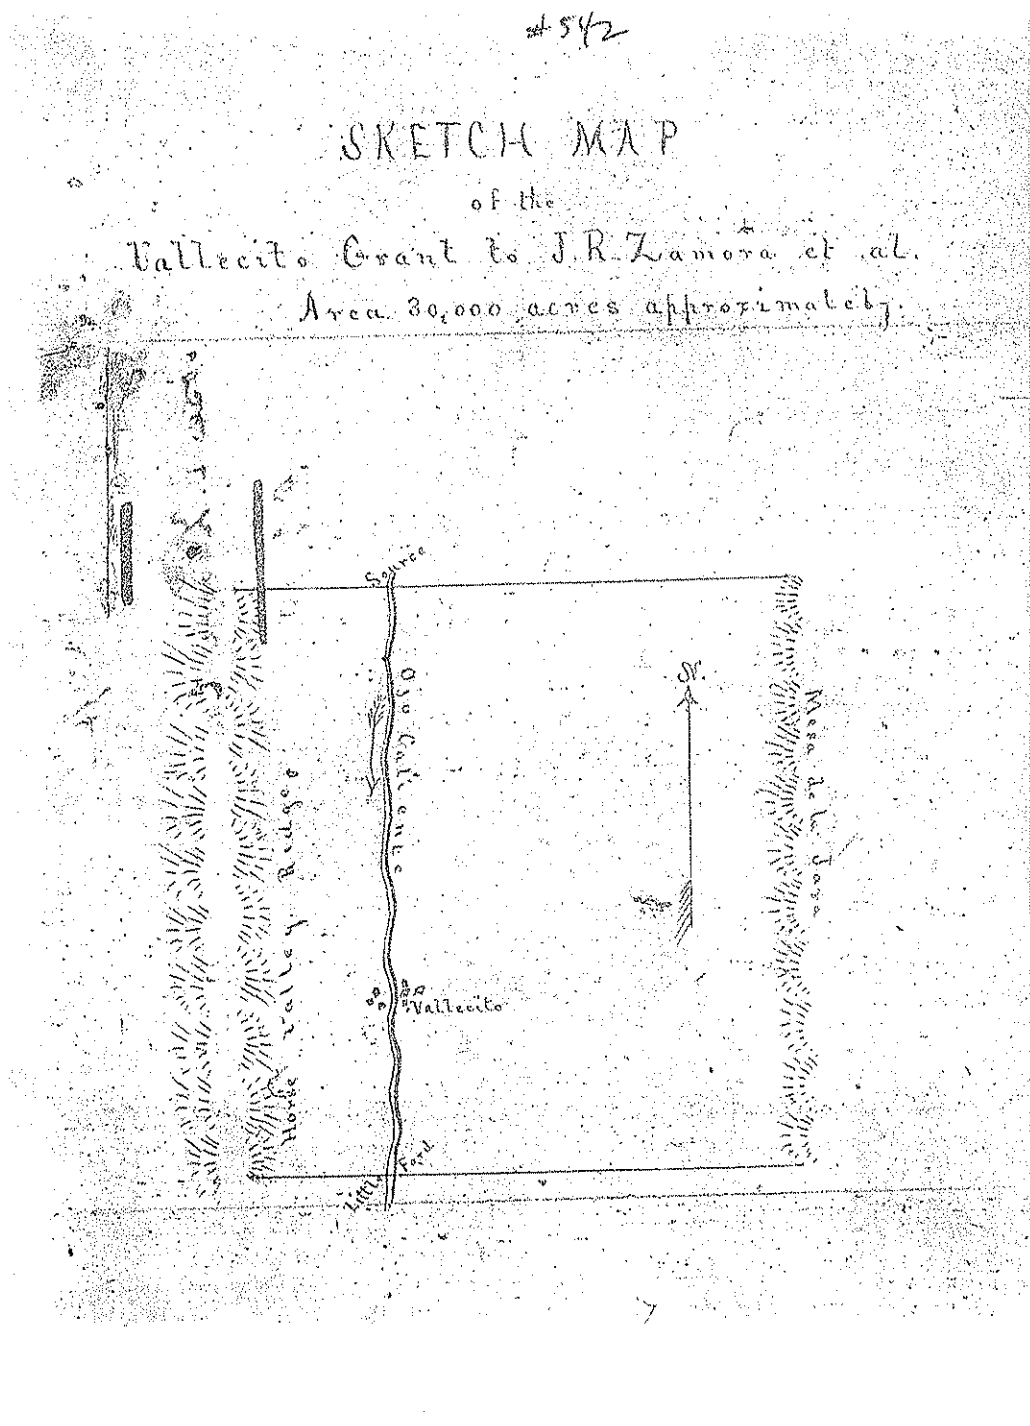 #542
SKETCH MAP
of the
Vallecito Grant to J.R. Zamora et al.
Area 30,000 acres approximately.
Source
Ojo Caliente
N.
Mesa de la Jara
Horse Valley Ridges
Vallecito
Little Ford